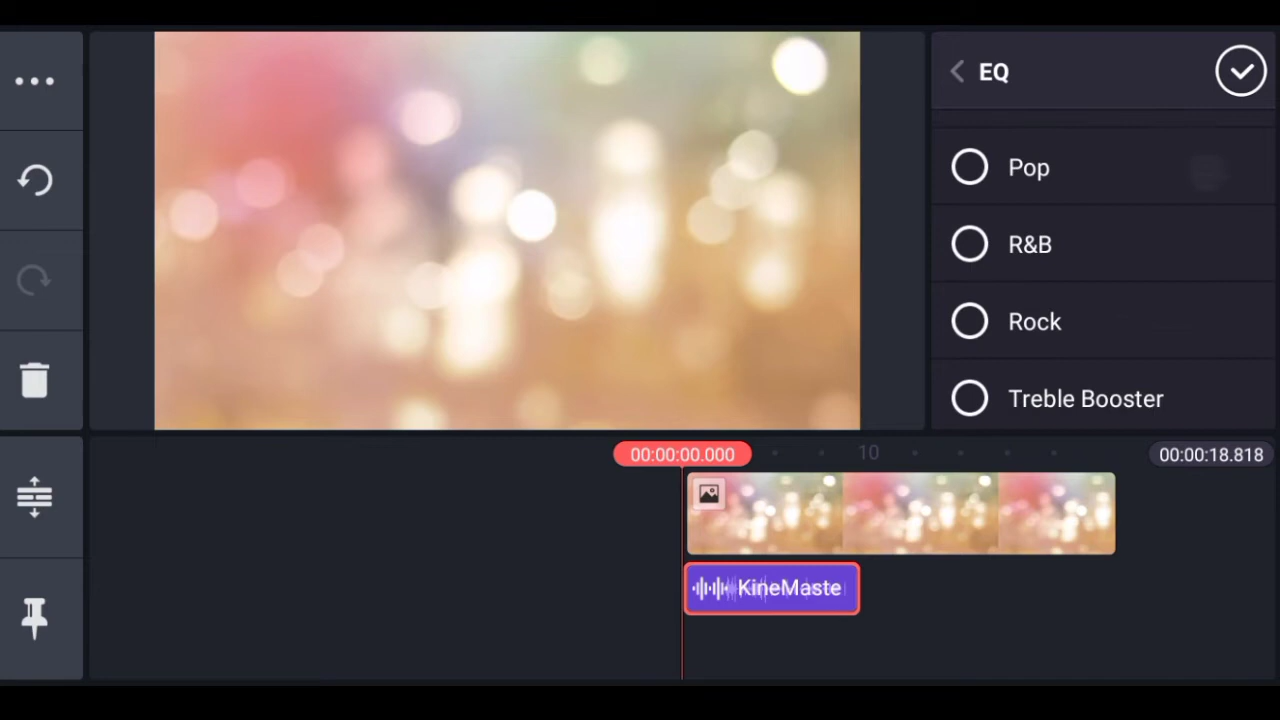 EQ
Pop
R&B
Rock
Treble Booster
00:00:00.000
10
00:00:18.818
KineMaste